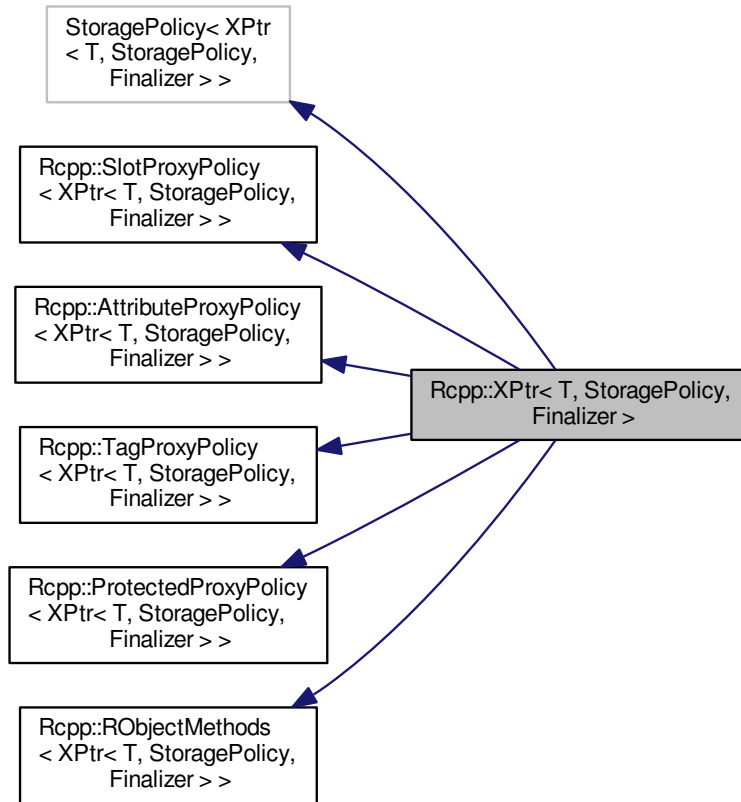 StoragePolicy< XPtr
< T, StoragePolicy,
Finalizer > >
Rcpp::SlotProxyPolicy
< XPtr< T, StoragePolicy,
Finalizer > >
Rcpp::AttributeProxyPolicy
< XPtr< T, StoragePolicy,
Finalizer > >
Rcpp::XPtr< T, StoragePolicy,
Finalizer >
Rcpp::TagProxyPolicy
< XPtr< T, StoragePolicy,
Finalizer > >
Rcpp::ProtectedProxyPolicy
< XPtr< T, StoragePolicy,
Finalizer > >
Rcpp::RObjectMethods
< XPtr< T, StoragePolicy,
Finalizer > >